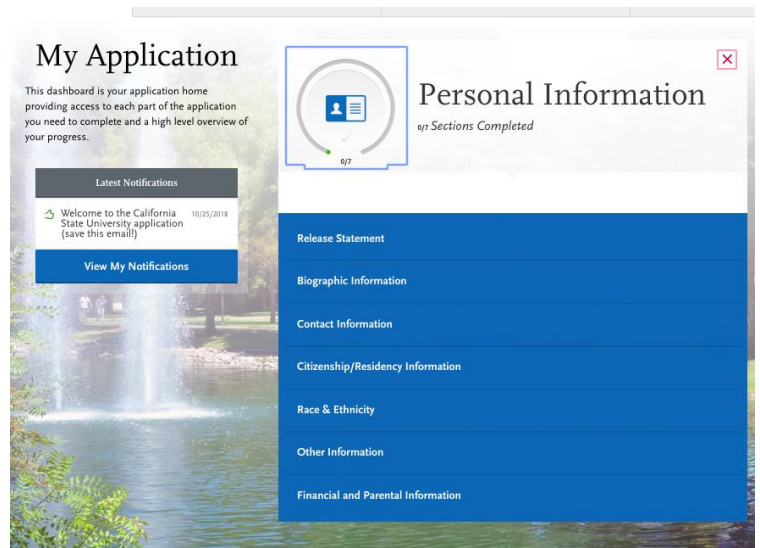 My Application
This dashboard is your application home
providing access to each part of the application
you need to complete and a high level overview of
your progress.
Latest Notifications
Welcome to the California 10/25/2018
State University application
(save this email!)
View My Notifications
Personal Information
0/7 Sections Completed
0/7
Release Statement
Biographic Information
Contact Information
Citizenship/Residency Information
Race & Ethnicity
Other Information
Financial and Parental Information